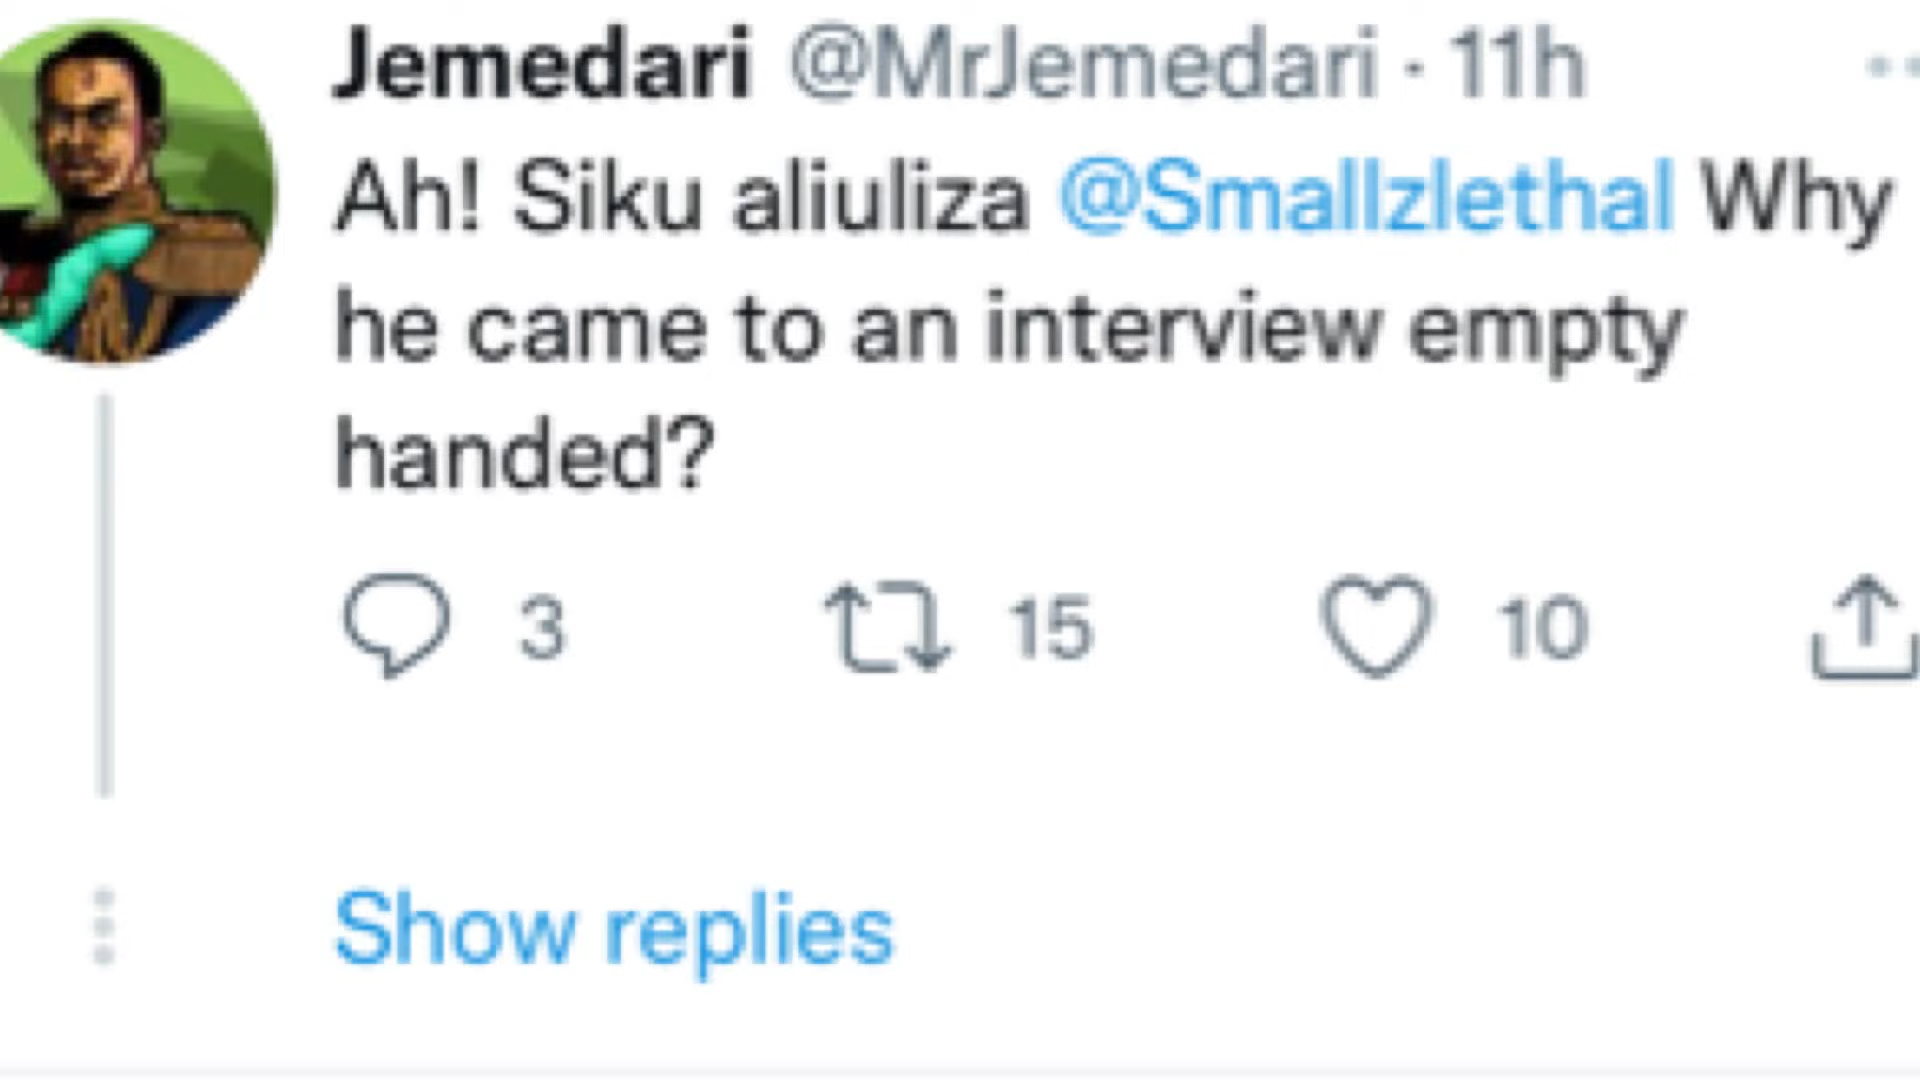 Jemedari @MrJemedari · 11h
Ah! Siku aliuliza @Smallzlethal Why
he came to an interview empty
handed?
3 15 10
Show replies